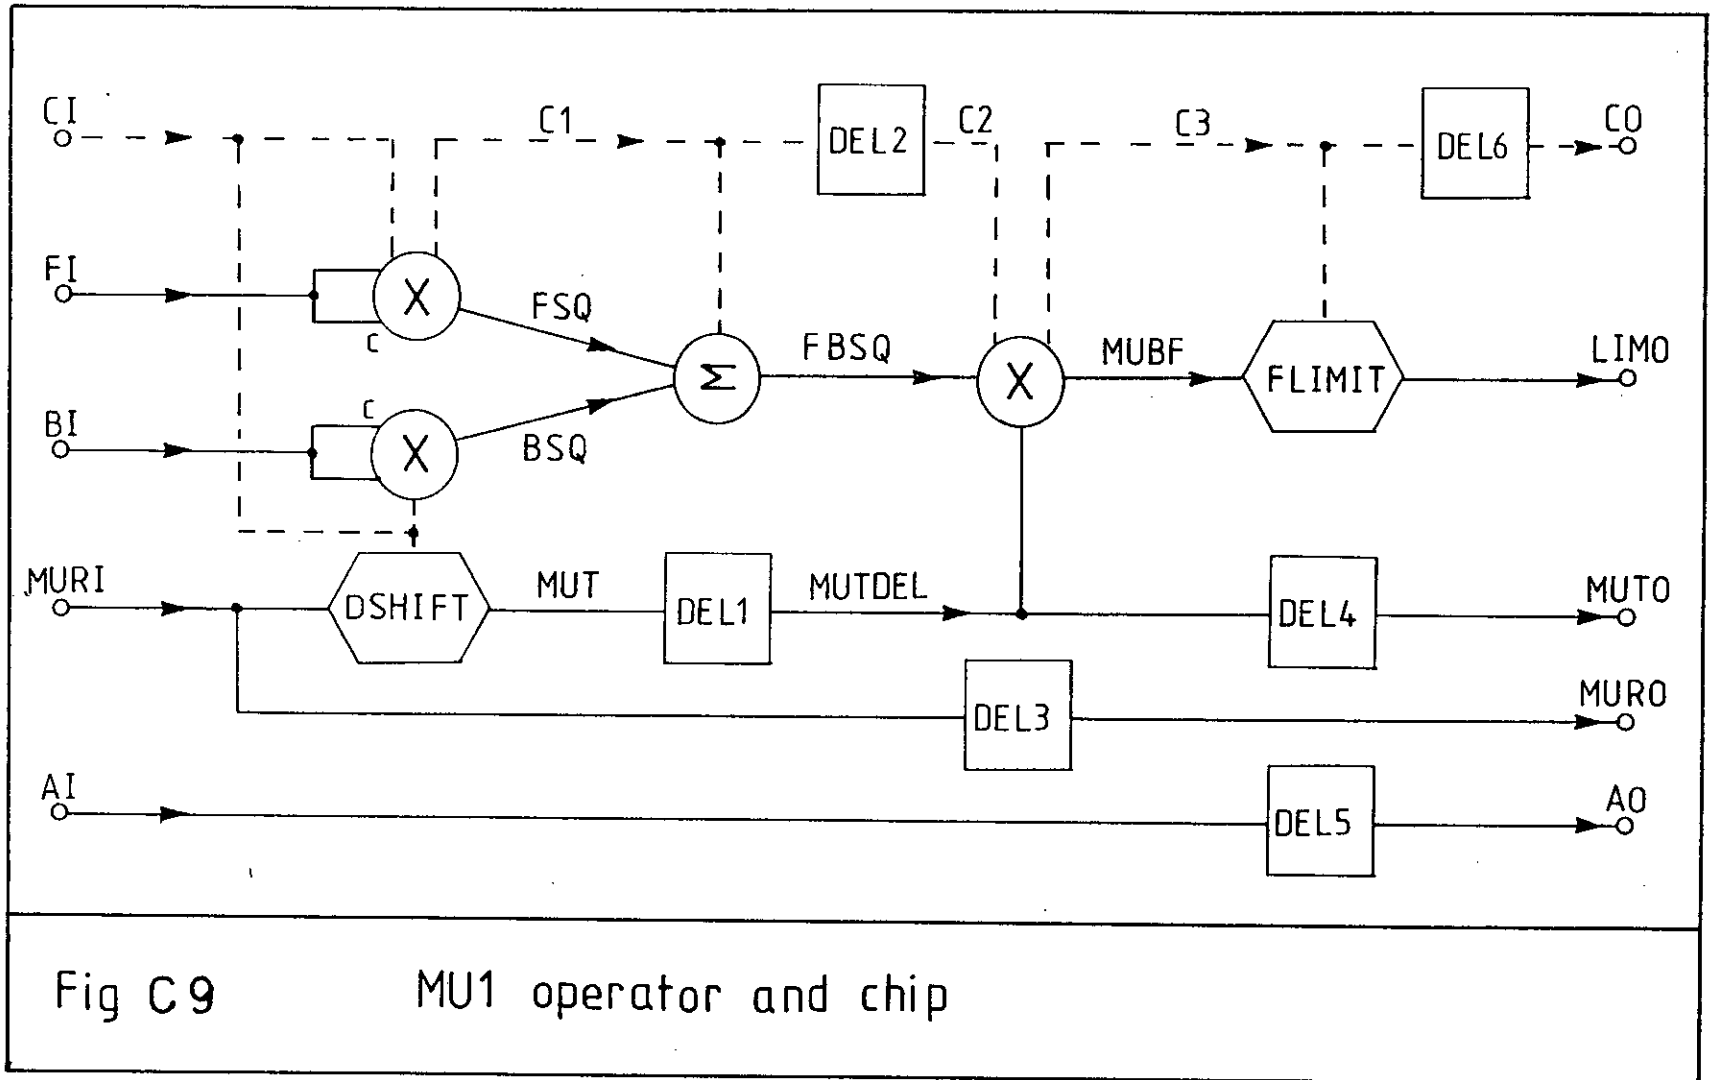 CI
C1
DEL2
C2
C3
DEL6
CO
FI
X
C
FSQ
Σ
FBSQ
X
MUBF
FLIMIT
LIMO
BI
C
X
BSQ
MURI
DSHIFT
MUT
DEL1
MUTDEL
DEL4
MUTO
DEL3
MURO
AI
DEL5
AO
Fig C9 MU1 operator and chip